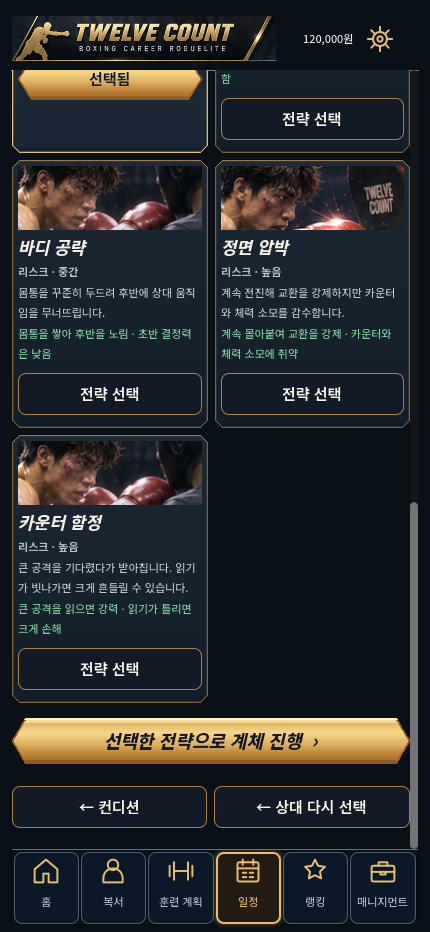 TWELVE COUNT
BOXING CAREER ROGUELITE
120,000원
선택됨
함
전략 선택
바디 공략
리스크 · 중간
몸통을 꾸준히 두드려 후반에 상대 움직
임을 무너뜨립니다.
몸통을 쌓아 후반을 노림 · 초반 결정력
은 낮음
전략 선택
TWELVE
COUNT
정면 압박
리스크 · 높음
계속 전진해 교환을 강제하지만 카운터
와 체력 소모를 감수합니다.
계속 몰아붙여 교환을 강제 · 카운터와
체력 소모에 취약
전략 선택
카운터 함정
리스크 · 높음
큰 공격을 기다렸다가 받아칩니다. 읽기
가 빗나가면 크게 흔들릴 수 있습니다.
큰 공격을 읽으면 강력 · 읽기가 틀리면
크게 손해
전략 선택
선택한 전략으로 계체 진행 ›
← 컨디션
← 상대 다시 선택
홈
복서
훈련 계획
일정
랭킹
매니지먼트